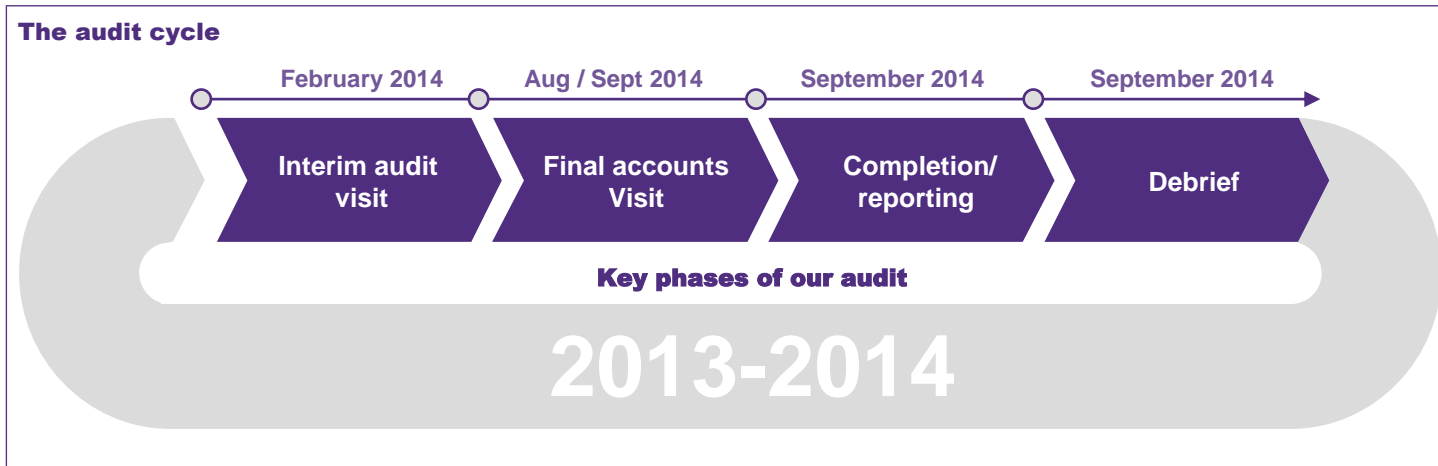 The audit cycle
February 2014
Aug / Sept 2014
September 2014
September 2014
Interim audit
visit
Final accounts
Visit
Completion/
reporting
Debrief
Key phases of our audit
2013-2014